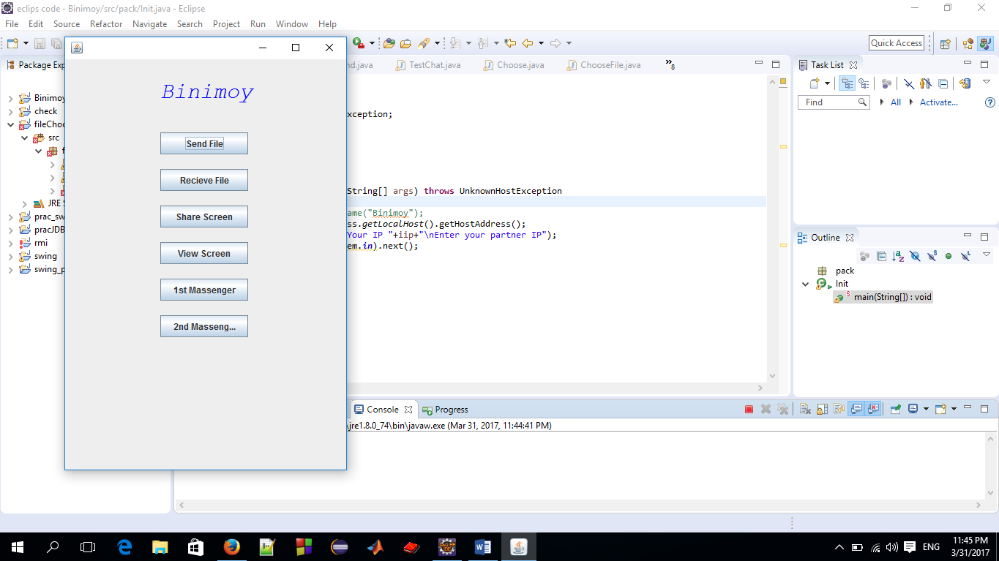 eclips code - Binimoy/src/pack/Init.java - Eclipse
File Edit Source Refactor Navigate Search Project Run Window Help
Quick Access
Package Exp
nd.java TestChat.java Choose.java ChooseFile.java 8
Task List
Find All Activate...
Binimoy
check
fileChoo
src
f
JRE S
prac_sw
pracJDB
rmi
swing
swing_p
Binimoy
Send File
Recieve File
Share Screen
View Screen
1st Massenger
2nd Masseng...
xception;
String[] args) throws UnknownHostException
ame("Binimoy");
ss.getLocalHost().getHostAddress();
Your IP "+iip+"\nEnter your partner IP");
em.in).next();
Outline
pack
Init
main(String[]) : void
Console Progress
\jre1.8.0_74\bin\javaw.exe (Mar 31, 2017, 11:44:41 PM)
ENG
11:45 PM
3/31/2017